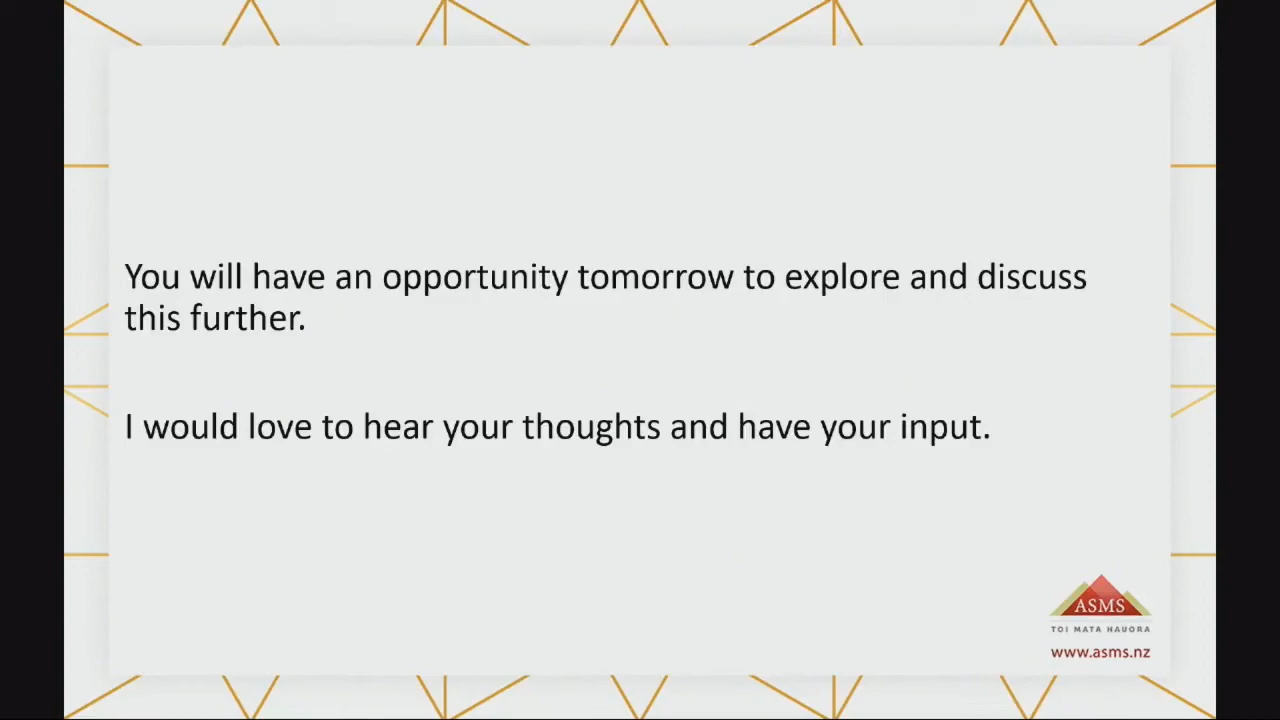 You will have an opportunity tomorrow to explore and discuss
this further.
I would love to hear your thoughts and have your input.
ASMS
TOI MATA HAUORA
www.asms.nz